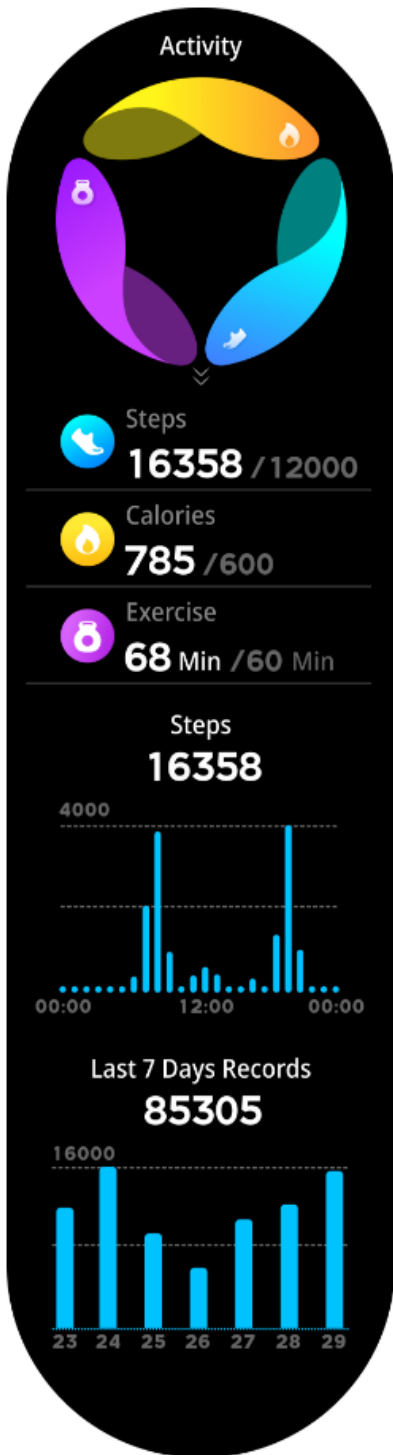 Activity
Steps
16358 /12000
Calories
785 /600
Exercise
68 Min /60 Min
Steps
16358
4000
00:00 12:00 00:00
Last 7 Days Records
85305
16000
23 24 25 26 27 28 29